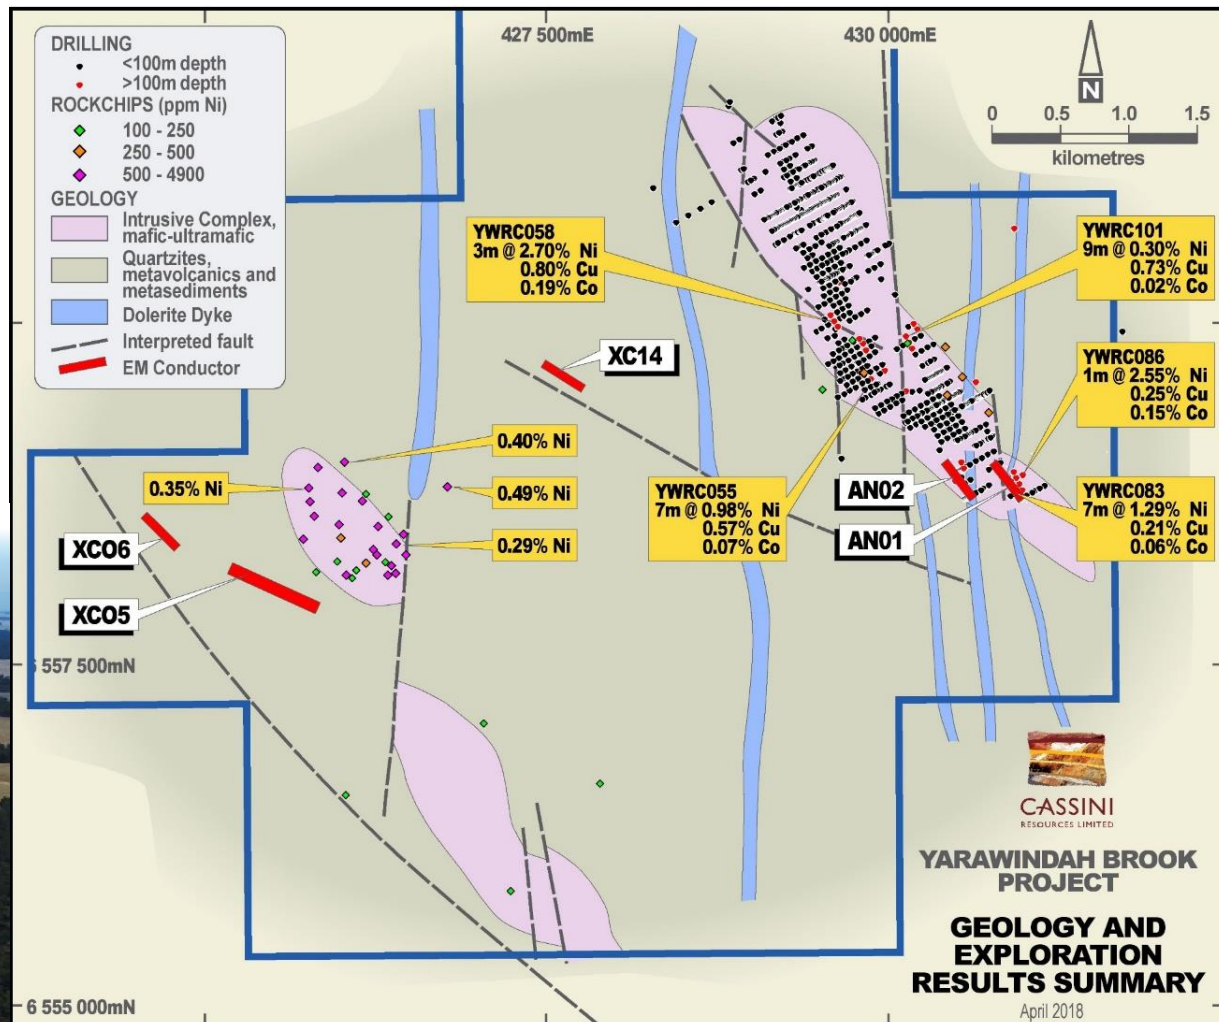 427 500mE
430 000mE
DRILLING
<100m depth
>100m depth
ROCKCHIPS (ppm Ni)
100 - 250
250 - 500
500 - 4900
GEOLOGY
Intrusive Complex,
mafic-ultramafic
Quartzites,
metavolcanics and
metasediments
Dolerite Dyke
Interpreted fault
EM Conductor
N
0 0.5 1.0 1.5
kilometres
YWRC058
3m @ 2.70% Ni
0.80% Cu
0.19% Co
YWRC101
9m @ 0.30% Ni
0.73% Cu
0.02% Co
XC14
YWRC086
1m @ 2.55% Ni
0.25% Cu
0.15% Co
0.40% Ni
0.35% Ni
0.49% Ni
0.29% Ni
YWRC055
7m @ 0.98% Ni
0.57% Cu
0.07% Co
AN02
AN01
YWRC083
7m @ 1.29% Ni
0.21% Cu
0.06% Co
XCO6
XCO5
6 557 500mN
6 555 000mN
CASSINI
RESOURCES LIMITED
YARAWINDAH BROOK
PROJECT
GEOLOGY AND
EXPLORATION
RESULTS SUMMARY
April 2018